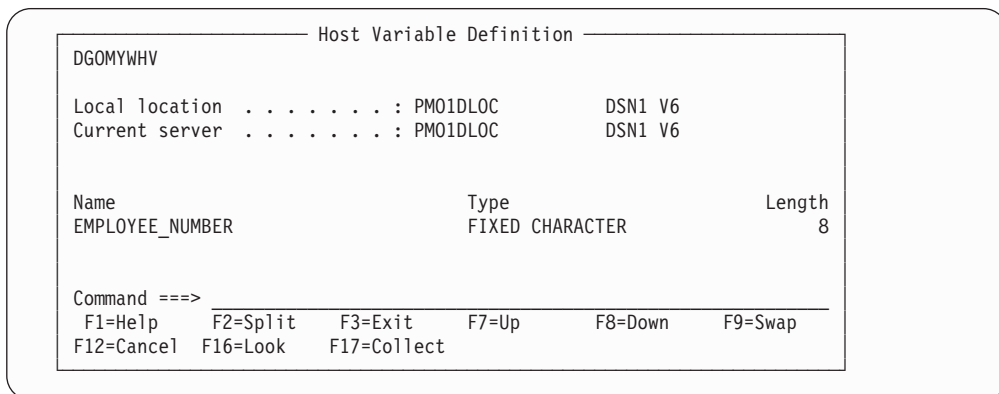 Host Variable Definition
DGOMYWHV
Local location . . . . . . . : PMO1DLOC DSN1 V6
Current server . . . . . . . : PMO1DLOC DSN1 V6
Name Type Length
EMPLOYEE_NUMBER FIXED CHARACTER 8
Command ===>
F1=Help F2=Split F3=Exit F7=Up F8=Down F9=Swap
F12=Cancel F16=Look F17=Collect